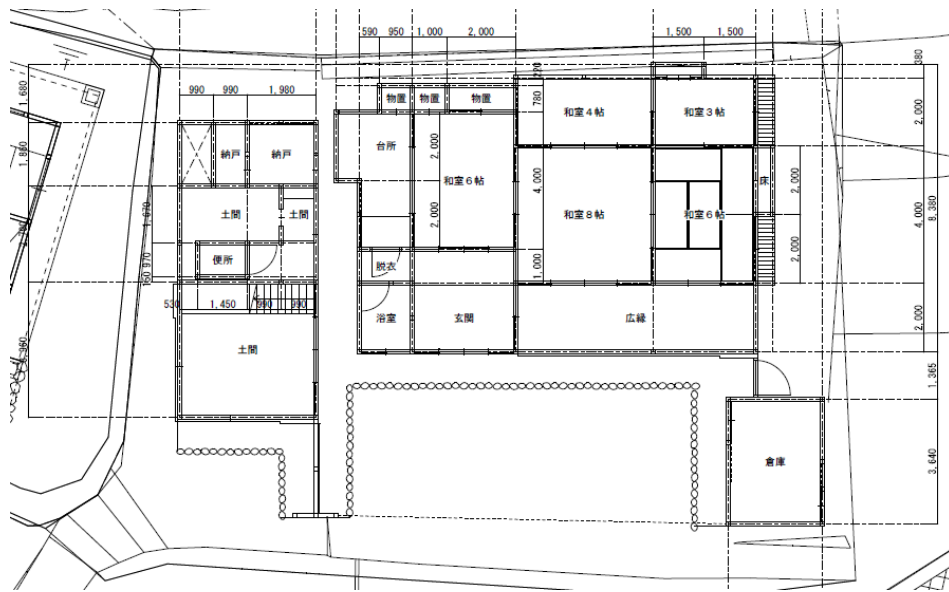 590 950 1,000 2,000
1,500 1,500
380
220
990 990 1,980
1,680
物置 物置 物置
780
和室4帖
和室3帖
2,000
1,860
納戸 納戸
台所
2,000
和室6帖
4,000
床
2,000
土間 土間
1,670
2,000
和室8帖
和室6帖
4,000
8,380
便所
970
脱衣
1,000
2,000
530 1,450 990 990
浴室 玄関 広縁
2,000
土間
1,365
倉庫
3,640